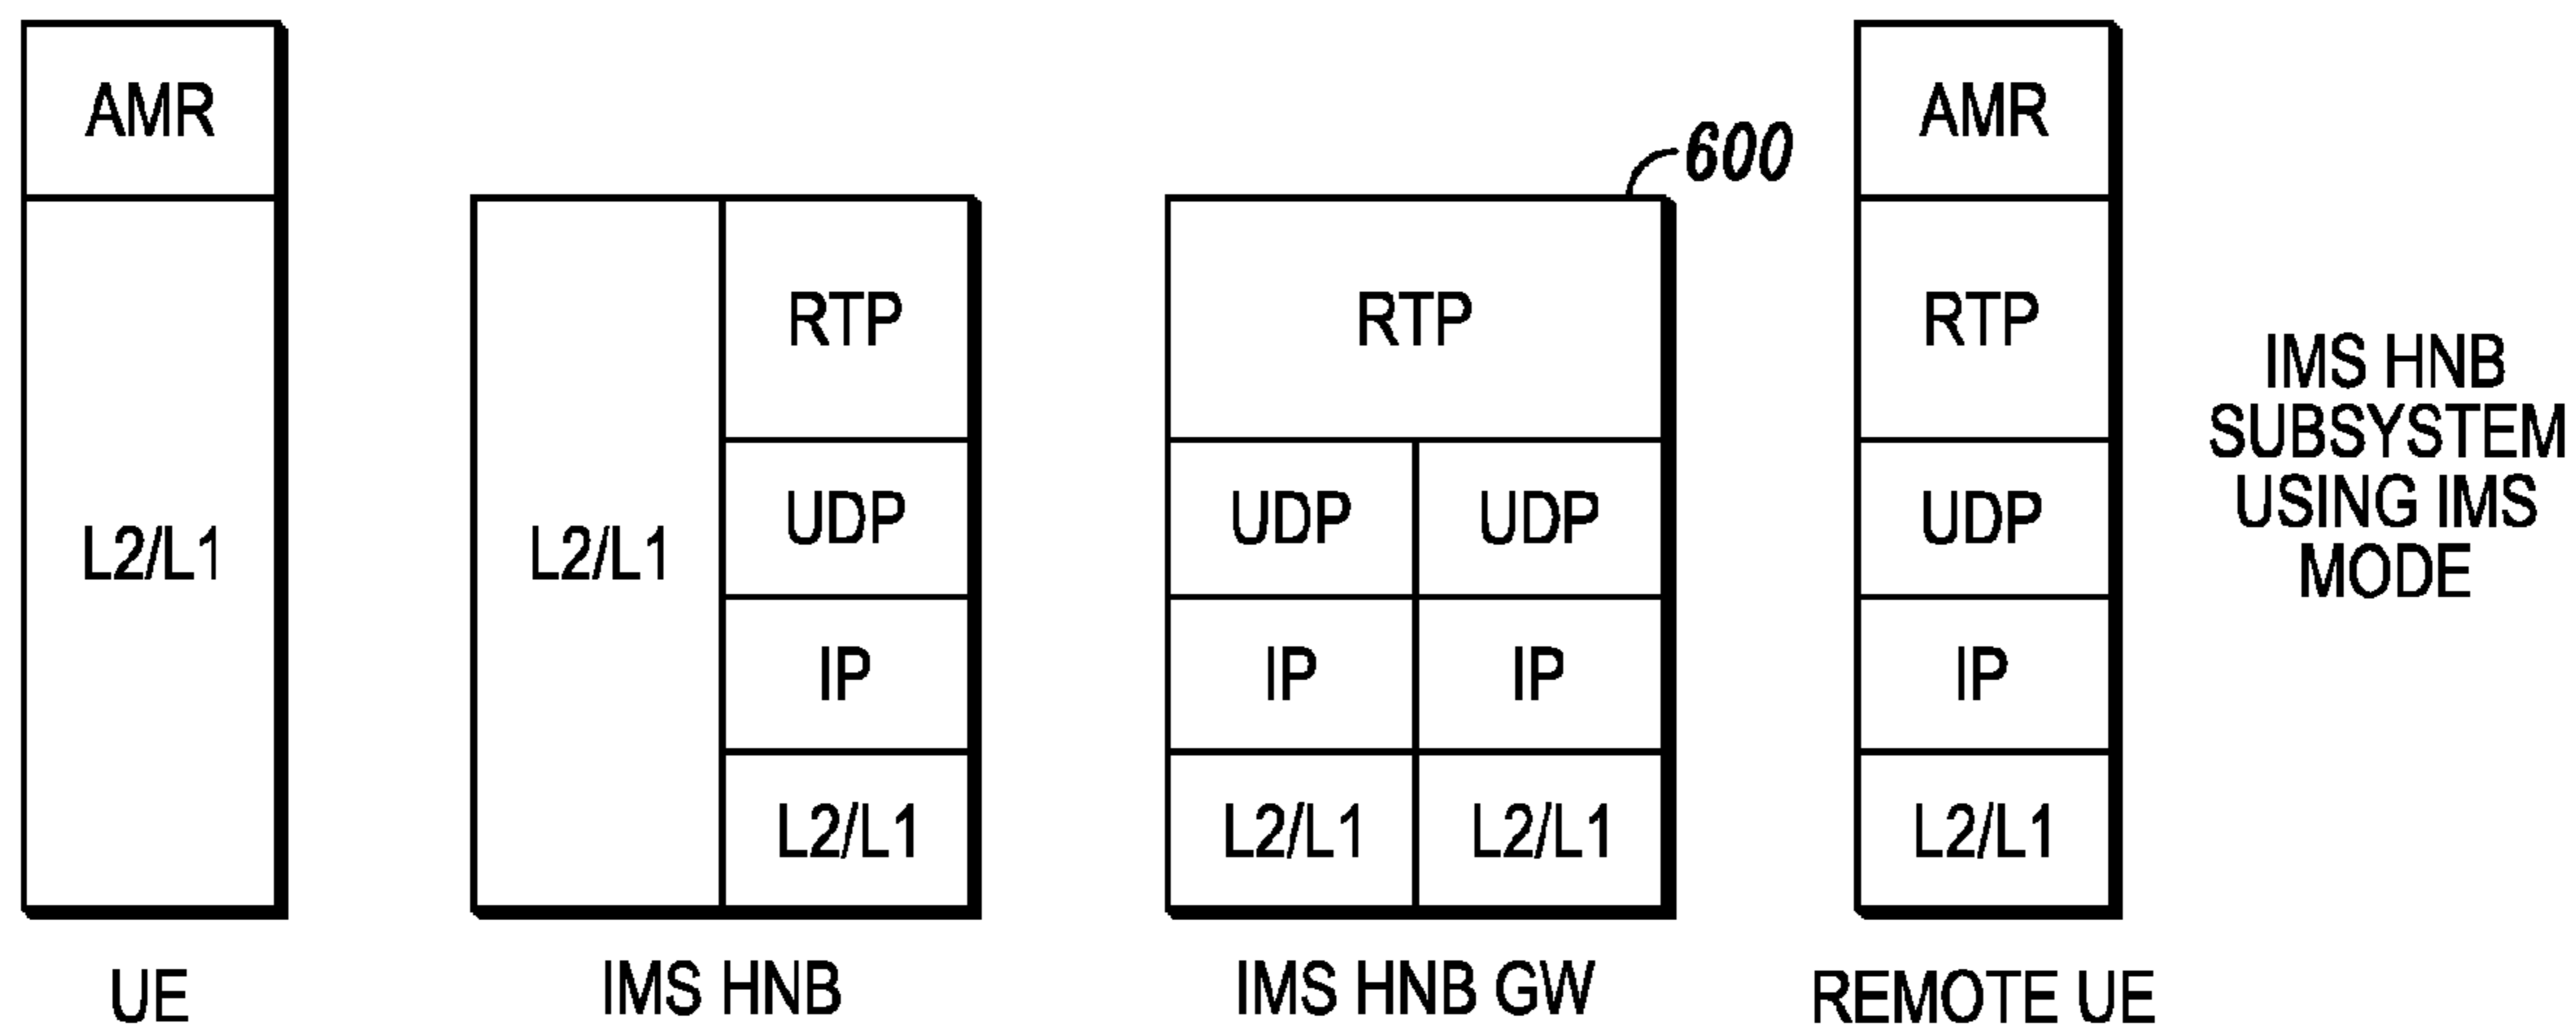 AMR
L2/L1
UE
L2/L1
RTP
UDP
IP
L2/L1
IMS HNB
600
RTP
UDP UDP
IP IP
L2/L1 L2/L1
IMS HNB GW
AMR
RTP
UDP
IP
L2/L1
REMOTE UE
IMS HNB
SUBSYSTEM
USING IMS
MODE